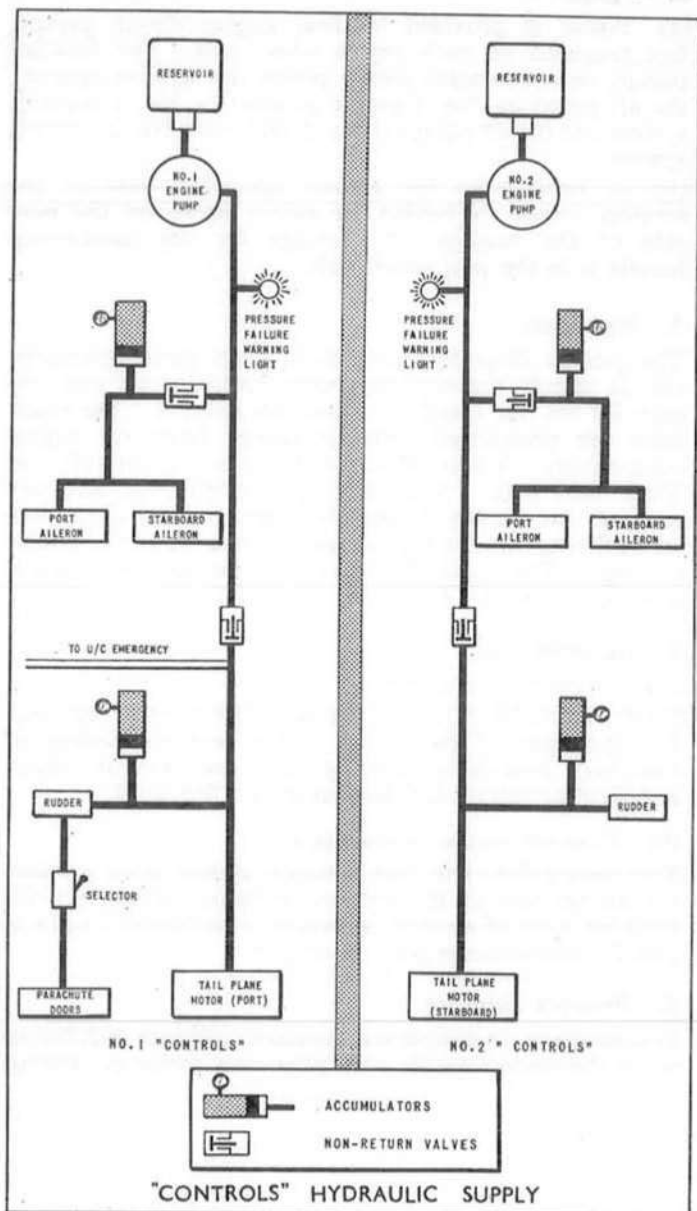 RESERVOIR
NO.1
ENGINE
PUMP
PRESSURE
FAILURE
WARNING
LIGHT
PORT
AILERON
STARBOARD
AILERON
TO U/C EMERGENCY
RUDDER
SELECTOR
PARACHUTE
DOORS
TAIL PLANE
MOTOR (PORT)
NO.1 "CONTROLS"
RESERVOIR
NO.2
ENGINE
PUMP
PRESSURE
FAILURE
WARNING
LIGHT
PORT
AILERON
STARBOARD
AILERON
RUDDER
TAIL PLANE
MOTOR
(STARBOARD)
NO.2 " CONTROLS"
ACCUMULATORS
NON-RETURN VALVES
"CONTROLS" HYDRAULIC SUPPLY